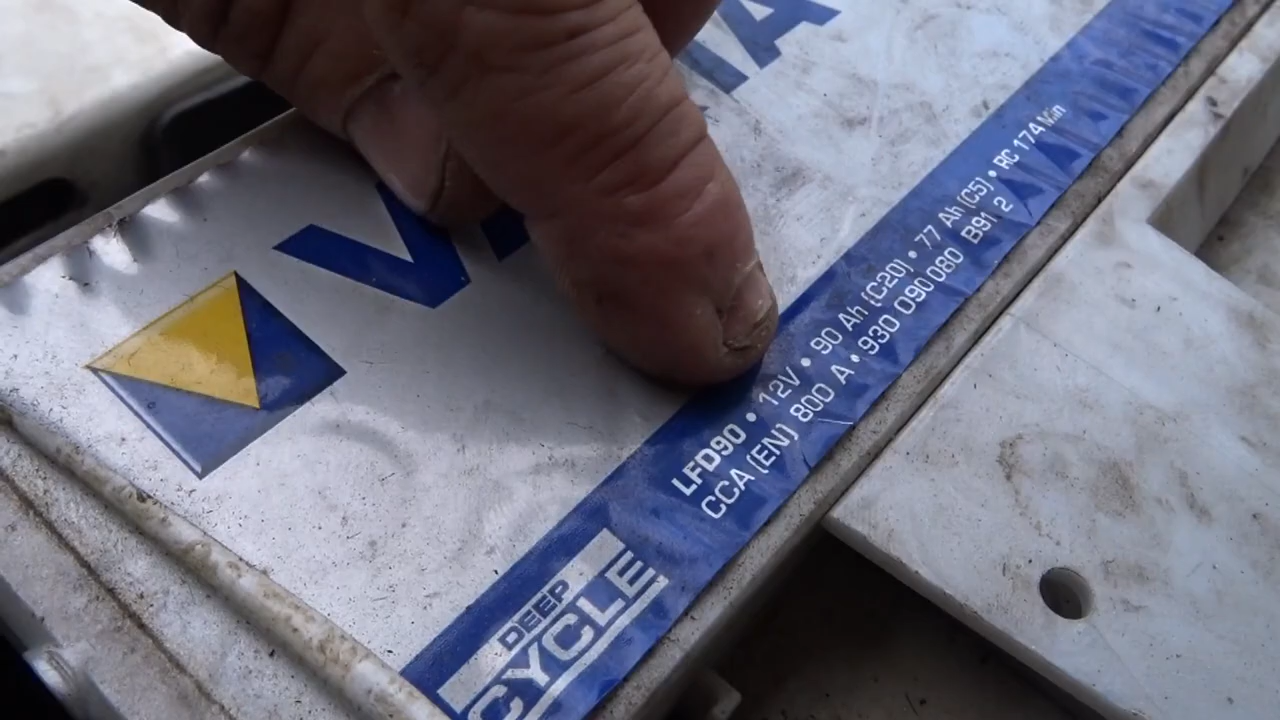 LFD90 • 12V • 90 Ah (C20) • 77 Ah (C5) • RC 174 Min
CCA (EN) 800 A • 930 090 080 B91 2
DEEP
CYCLE